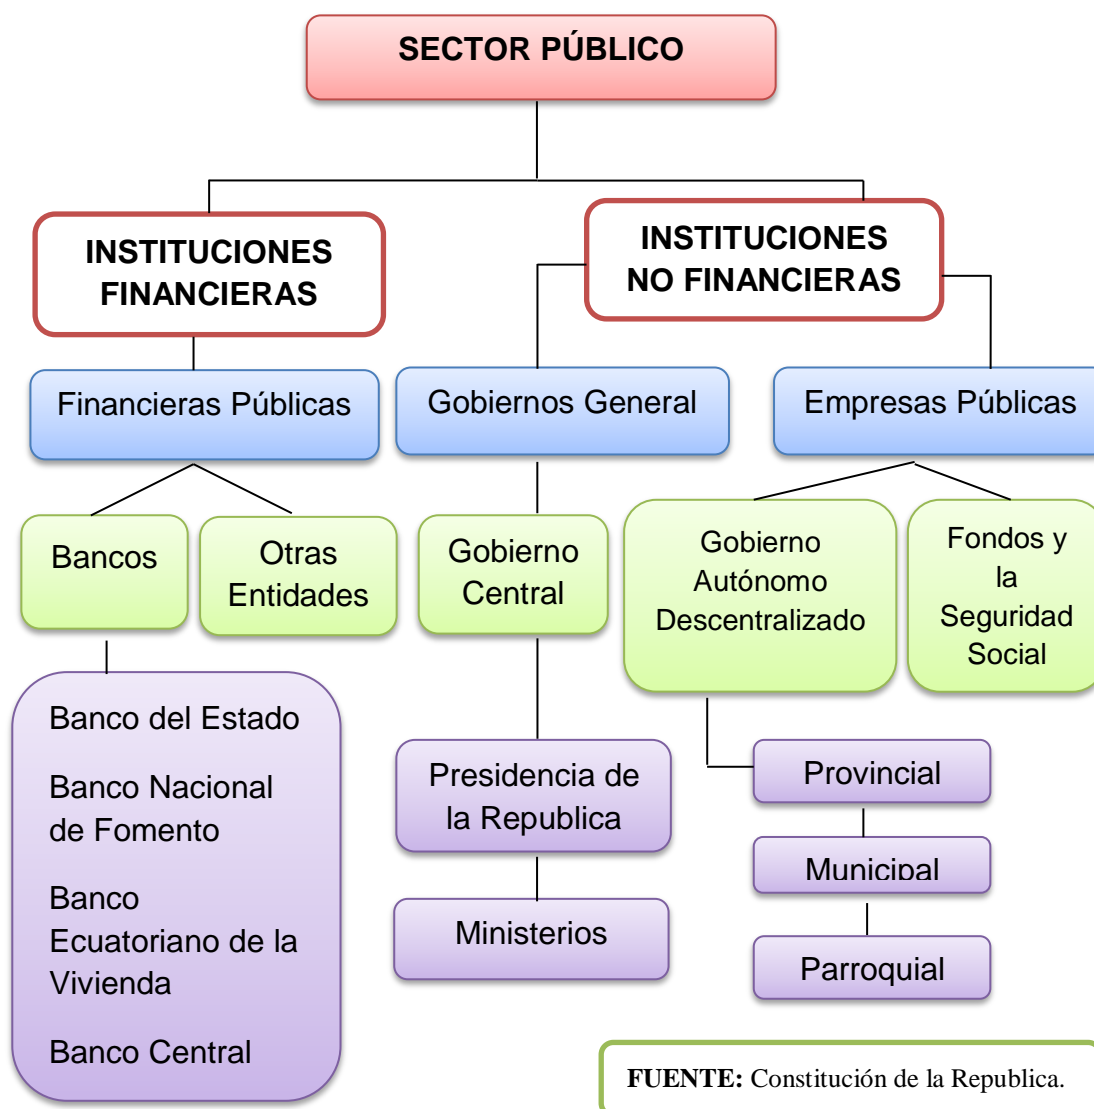 SECTOR PÚBLICO
INSTITUCIONES
FINANCIERAS
INSTITUCIONES
NO FINANCIERAS
Financieras Públicas
Gobiernos General
Empresas Públicas
Bancos
Otras
Entidades
Gobierno
Central
Gobierno
Autónomo
Descentralizado
Fondos y
la
Seguridad
Social
Banco del Estado
Banco Nacional
de Fomento
Banco
Ecuatoriano de la
Vivienda
Banco Central
Presidencia de
la Republica
Ministerios
Provincial
Municipal
Parroquial
FUENTE: Constitución de la Republica.